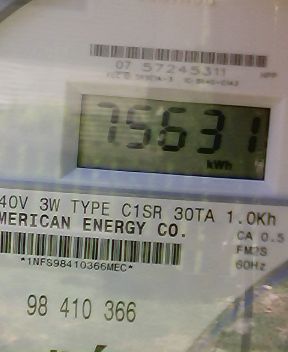 07 57245311
75631
kWh
40V 3W TYPE C1SR 30TA 1.0Kh
MERICAN ENERGY CO.
CA 0.5
FM2S
*1NFS98410366MEC*
60Hz
98 410 366